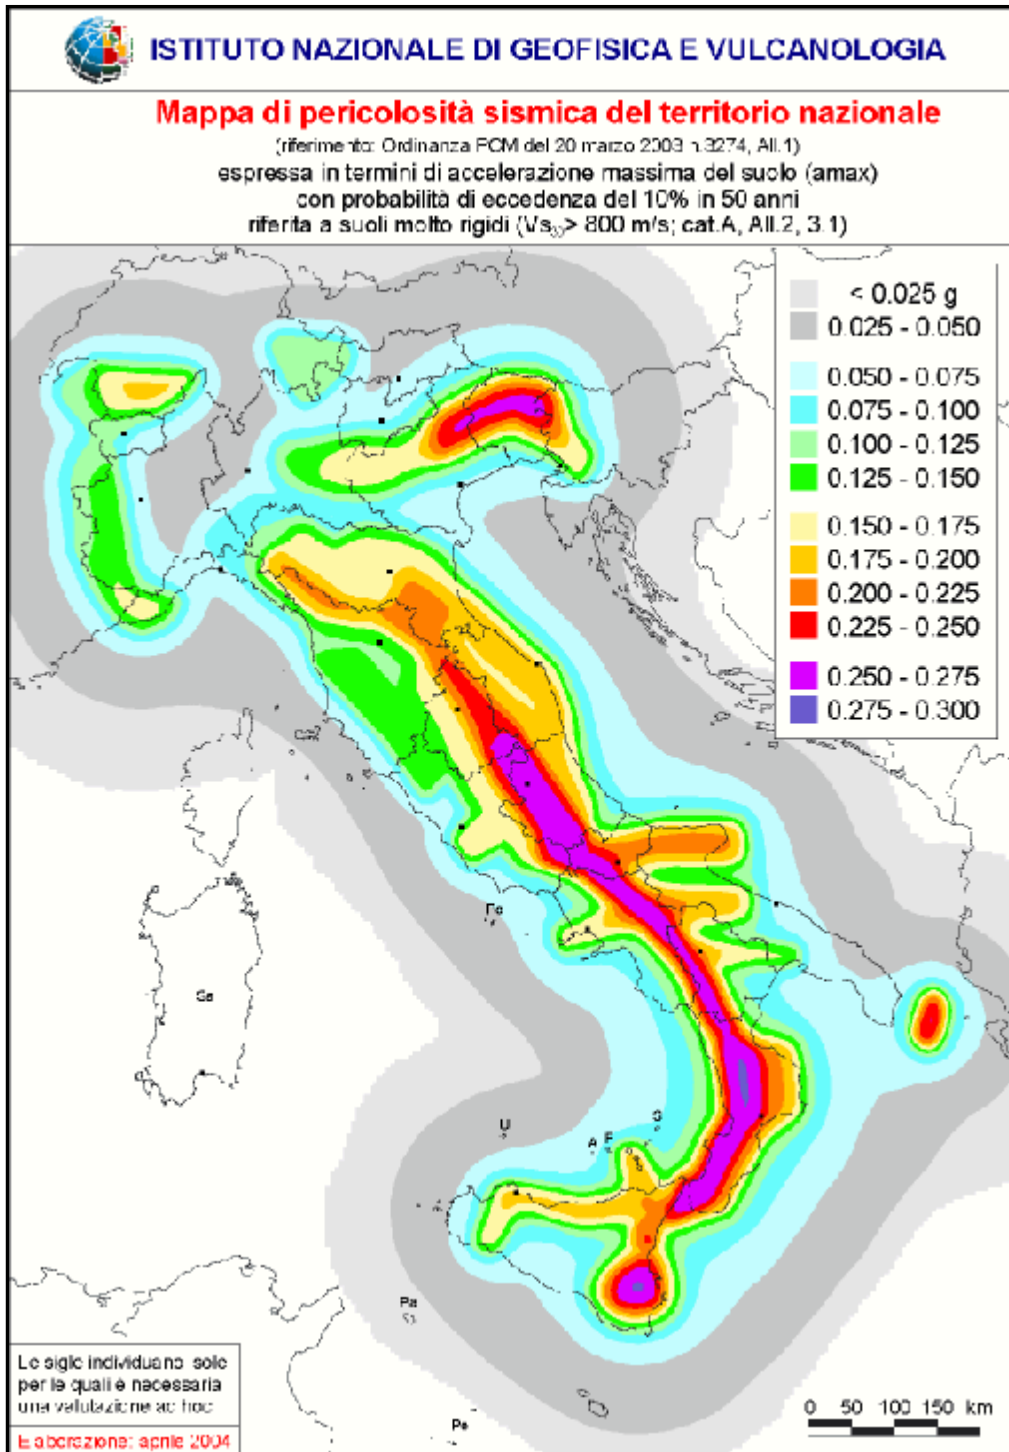 ISTITUTO NAZIONALE DI GEOFISICA E VULCANOLOGIA
Mappa di pericolosità sismica del territorio nazionale
(riferimento: Ordinanza PCM del 20 marzo 2003 n.3274, All.1)
espressa in termini di accelerazione massima del suolo (amax)
con probabilità di eccedenza del 10% in 50 anni
riferita a suoli molto rigidi (Vs30> 800 m/s; cat.A, All.2, 3.1)
< 0.025 g
0.025 - 0.050
0.050 - 0.075
0.075 - 0.100
0.100 - 0.125
0.125 - 0.150
0.150 - 0.175
0.175 - 0.200
0.200 - 0.225
0.225 - 0.250
0.250 - 0.275
0.275 - 0.300
Sa
U
A
Pa
Pe
Le sigle individuano isole
per le quali è necessaria
una valutazione ad hoc
Elaborazione: aprile 2004
0 50 100 150 km